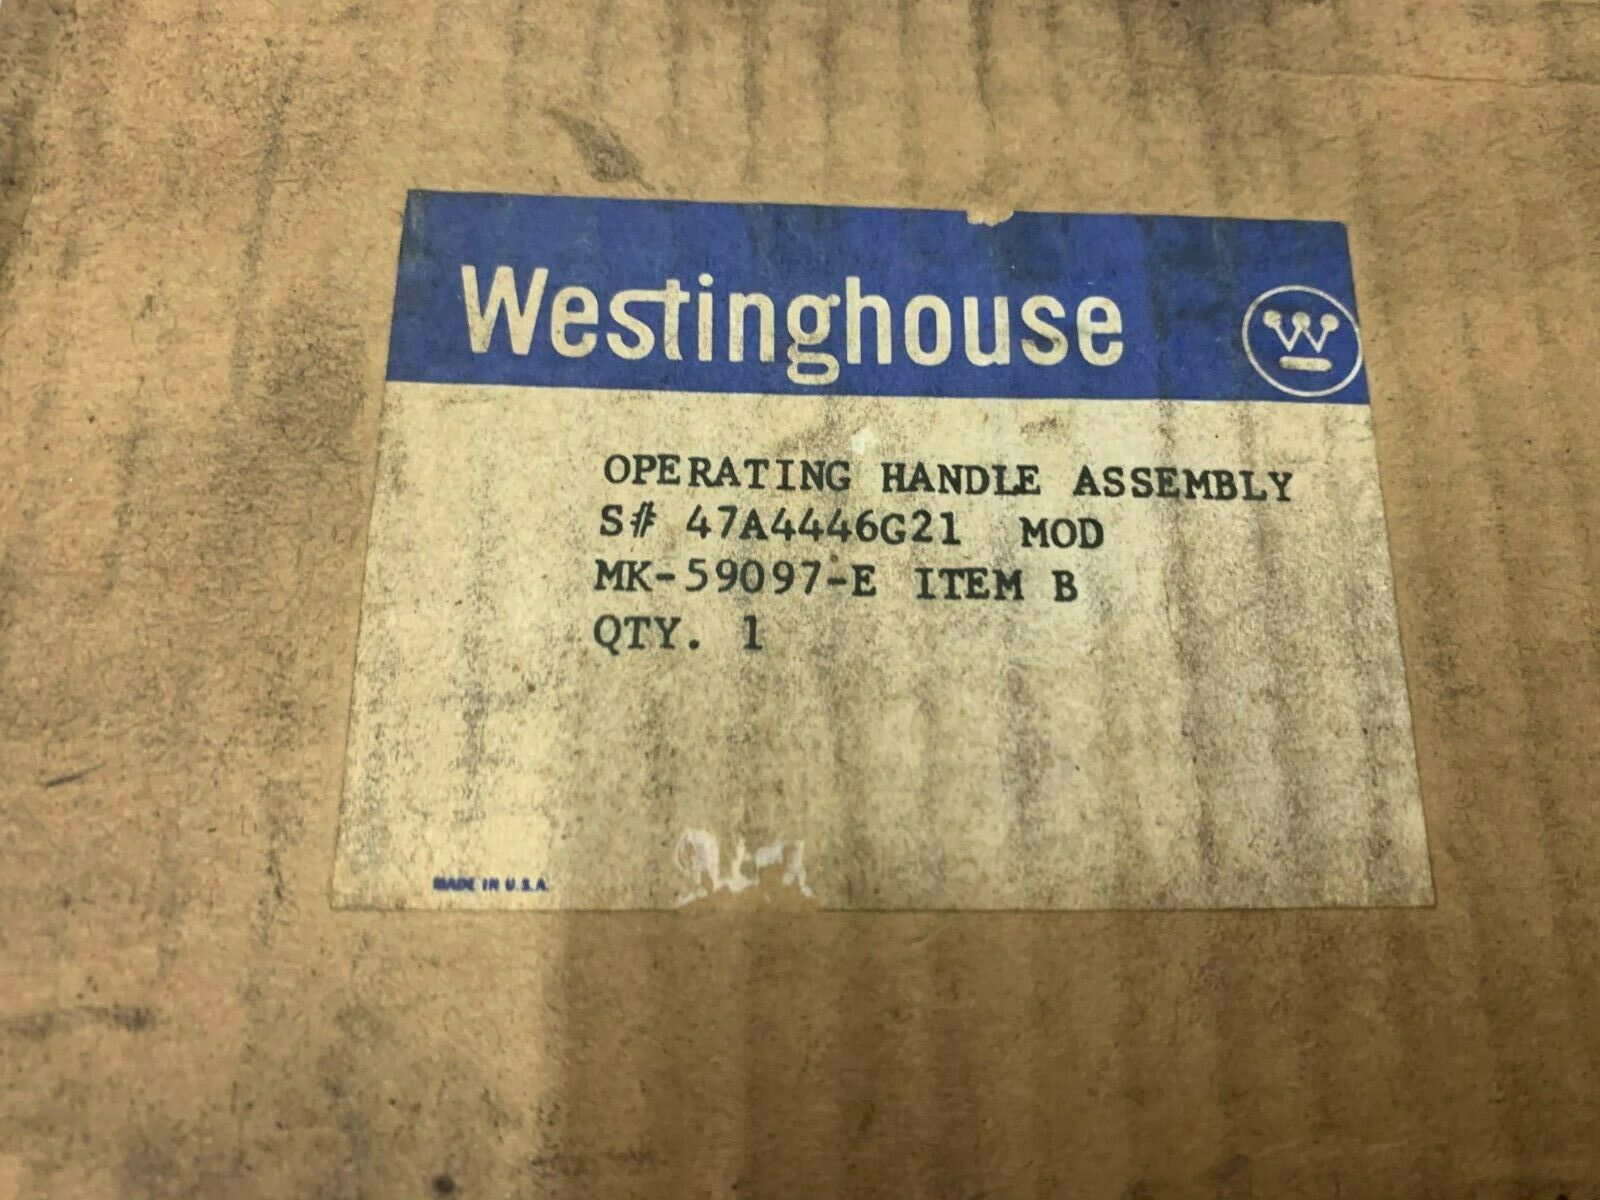 Westinghouse
W
OPERATING HANDLE ASSEMBLY
S# 47A4446G21 MOD
MK-59097-E ITEM B
QTY. 1
MADE IN U.S.A.